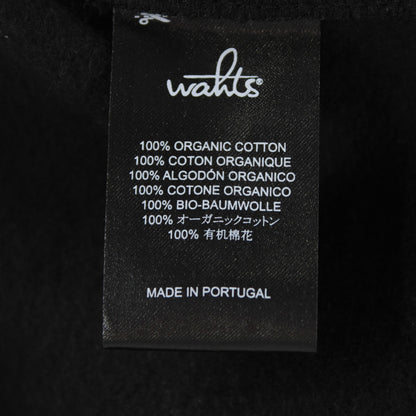 wahts®
100% ORGANIC COTTON
100% COTON ORGANIQUE
100% ALGODÓN ORGANICO
100% COTONE ORGANICO
100% BIO-BAUMWOLLE
100% オーガニックコットン
100% 有机棉花
MADE IN PORTUGAL